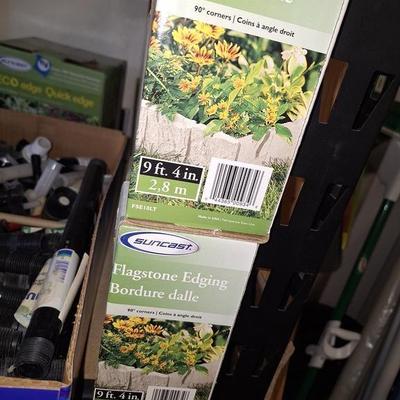 90° corners | Coins à angle droit
ECO edge Quick edge
9 ft. 4 in.
2,8 m
FSE18LT
Made in USA
SUNCAST
Flagstone Edging
Bordure dalle
90° corners | Coins à angle droit
9 ft. 4 in.